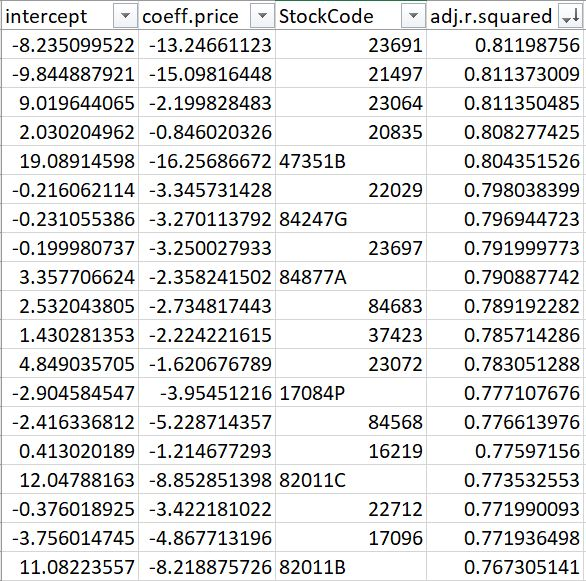 intercept coeff.price StockCode adj.r.squared
-8.235099522 -13.24661123 23691 0.81198756
-9.844887921 -15.09816448 21497 0.811373009
9.019644065 -2.199828483 23064 0.811350485
2.030204962 -0.846020326 20835 0.808277425
19.08914598 -16.25686672 47351B 0.804351526
-0.216062114 -3.345731428 22029 0.798038399
-0.231055386 -3.270113792 84247G 0.796944723
-0.199980737 -3.250027933 23697 0.791999773
3.357706624 -2.358241502 84877A 0.790887742
2.532043805 -2.734817443 84683 0.789192282
1.430281353 -2.224221615 37423 0.785714286
4.849035705 -1.620676789 23072 0.783051288
-2.904584547 -3.95451216 17084P 0.777107676
-2.416336812 -5.228714357 84568 0.776613976
0.413020189 -1.214677293 16219 0.77597156
12.04788163 -8.852851398 82011C 0.773532553
-0.376018925 -3.422181022 22712 0.771990093
-3.756014745 -4.867713196 17096 0.771936498
11.08223557 -8.218875726 82011B 0.767305141